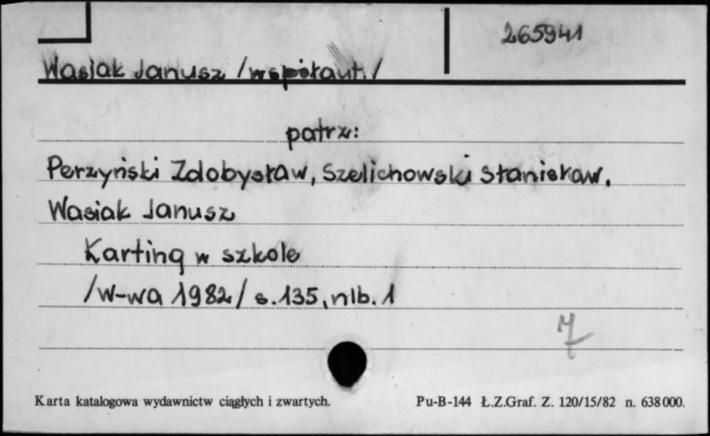 265941
Wasiak Janusz /współaut./
patrz:
Perzyński Zdobysław, Szelichowski Stanisław,
Wasiak Janusz
Karting w szkole
/W-wa 1982/ s.135, nlb.1
Karta katalogowa wydawnictw ciągłych i zwartych.
Pu-B-144 Ł.Z.Graf. Z. 120/15/82 n. 638000.